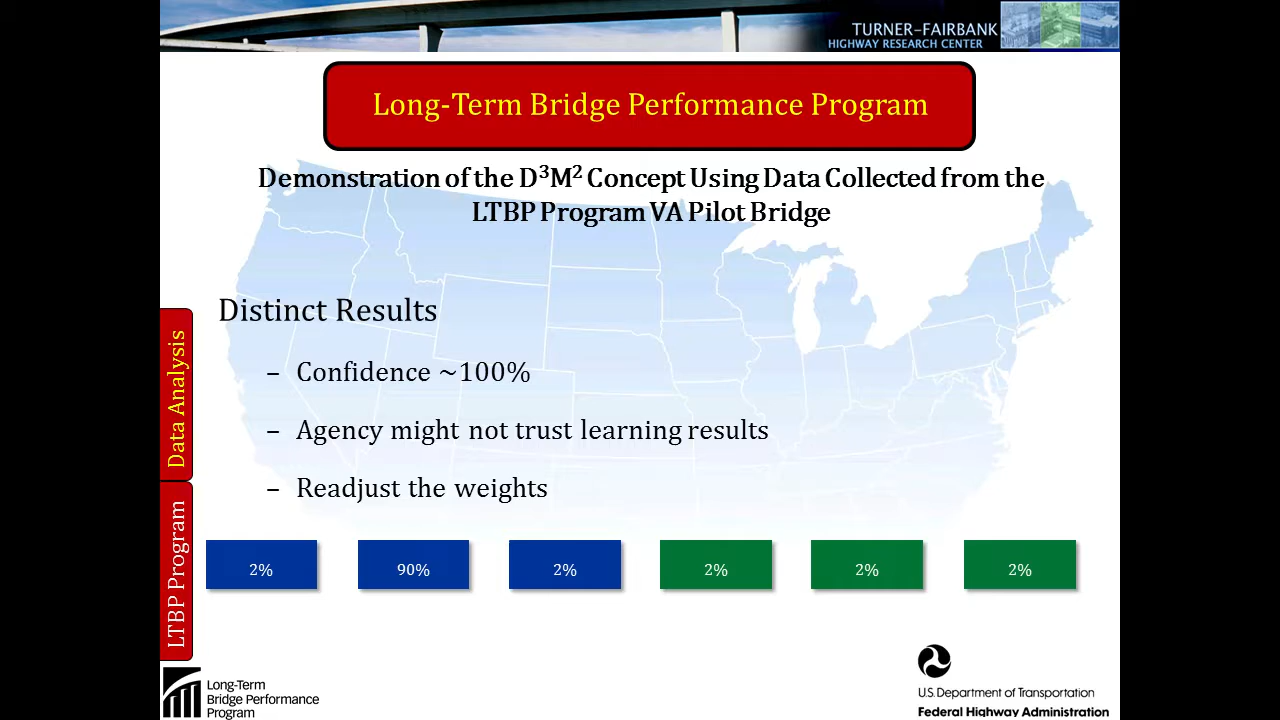 TURNER-FAIRBANK
HIGHWAY RESEARCH CENTER
Long-Term Bridge Performance Program
Demonstration of the D³M² Concept Using Data Collected from the
LTBP Program VA Pilot Bridge
Distinct Results
– Confidence ~100%
– Agency might not trust learning results
– Readjust the weights
Data Analysis
LTBP Program
2% 90% 2% 2% 2% 2%
Long-Term
Bridge Performance
Program
U.S. Department of Transportation
Federal Highway Administration